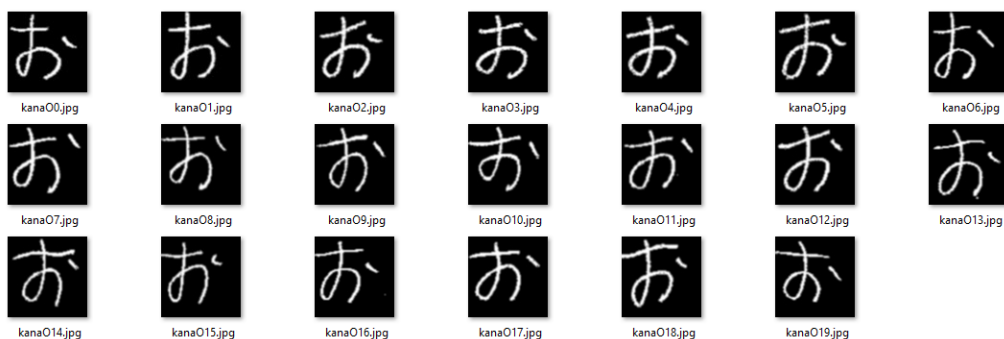 お お お お お お お
kanaO0.jpg kanaO1.jpg kanaO2.jpg kanaO3.jpg kanaO4.jpg kanaO5.jpg kanaO6.jpg
お お お お お お お
kanaO7.jpg kanaO8.jpg kanaO9.jpg kanaO10.jpg kanaO11.jpg kanaO12.jpg kanaO13.jpg
お お お お お お
kanaO14.jpg kanaO15.jpg kanaO16.jpg kanaO17.jpg kanaO18.jpg kanaO19.jpg